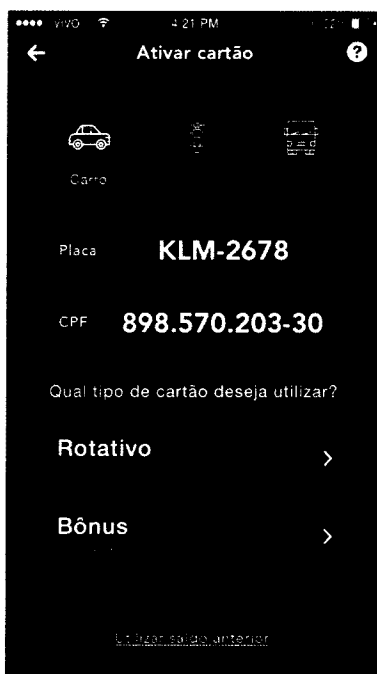 VIVO 4:21 PM
Ativar cartão ?
Carro
Placa KLM-2678
CPF 898.570.203-30
Qual tipo de cartão deseja utilizar?
Rotativo
Bônus
Utilizar saldo anterior